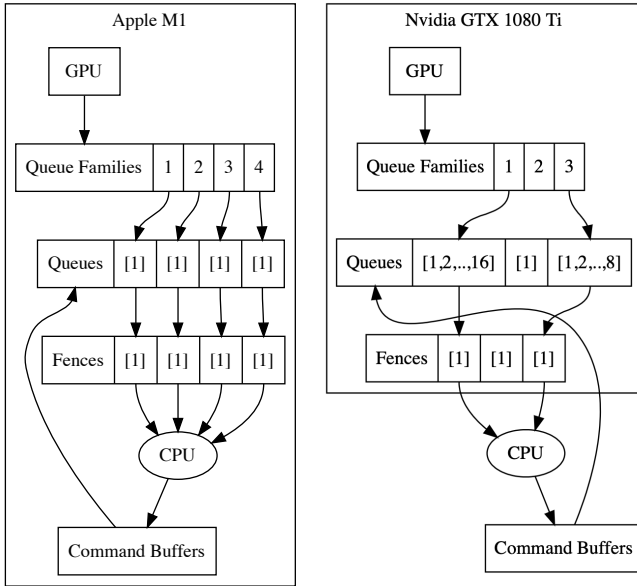 Apple M1
GPU
Queue Families 1 2 3 4
Queues [1] [1] [1] [1]
Fences [1] [1] [1] [1]
CPU
Command Buffers
Nvidia GTX 1080 Ti
GPU
Queue Families 1 2 3
Queues [1,2,..,16] [1] [1,2,..,8]
Fences [1] [1] [1]
CPU
Command Buffers